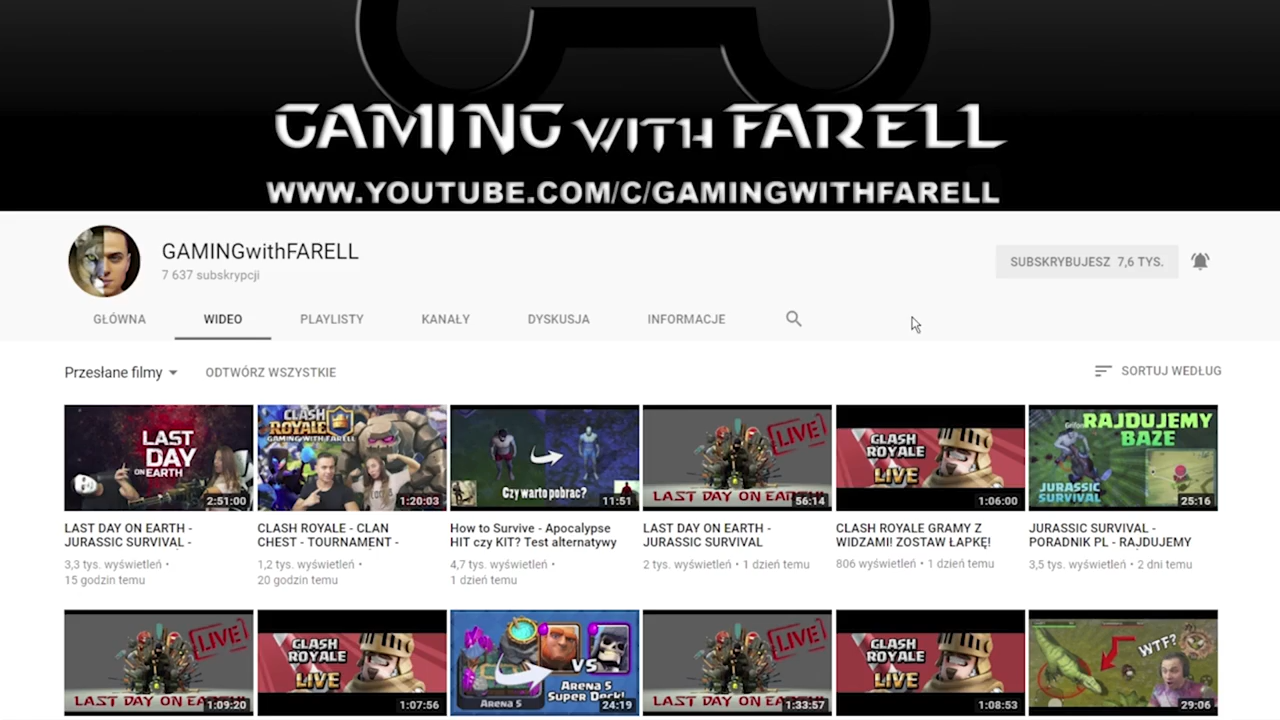 GAMING WITH FARELL
WWW.YOUTUBE.COM/C/GAMINGWITHFARELL
GAMINGwithFARELL
7 637 subskrypcji
SUBSKRYBUJESZ 7,6 TYS.
GŁÓWNA
WIDEO
PLAYLISTY
KANAŁY
DYSKUSJA
INFORMACJE
Przesłane filmy
ODTWÓRZ WSZYSTKIE
SORTUJ WEDŁUG
LAST
DAY
ON EARTH
2:51:00
CLASH
ROYALE
GAMING WITH FARELL
1:20:03
Czy warto pobrać?
11:51
LIVE
LAST DAY ON EARTH
56:14
CLASH
ROYALE
LIVE
1:06:00
RAJDUJEMY
BAZE
JURASSIC
SURVIVAL
25:16
LAST DAY ON EARTH -
JURASSIC SURVIVAL -
3,3 tys. wyświetleń •
15 godzin temu
CLASH ROYALE - CLAN
CHEST - TOURNAMENT -
1,2 tys. wyświetleń •
20 godzin temu
How to Survive - Apocalypse
HIT czy KIT? Test alternatywy
4,7 tys. wyświetleń •
1 dzień temu
LAST DAY ON EARTH -
JURASSIC SURVIVAL
2 tys. wyświetleń • 1 dzień temu
CLASH ROYALE GRAMY Z
WIDZAMI! ZOSTAW ŁAPKĘ!
806 wyświetleń • 1 dzień temu
JURASSIC SURVIVAL -
PORADNIK PL - RAJDUJEMY
3,5 tys. wyświetleń • 2 dni temu
LIVE
LAST DAY ON EARTH
1:09:20
CLASH
ROYALE
LIVE
1:07:56
VS
Arena 5
Arena 5
Super Deck!
24:19
LIVE
LAST DAY ON EARTH
1:33:57
CLASH
ROYALE
LIVE
1:08:53
WTF?
29:06